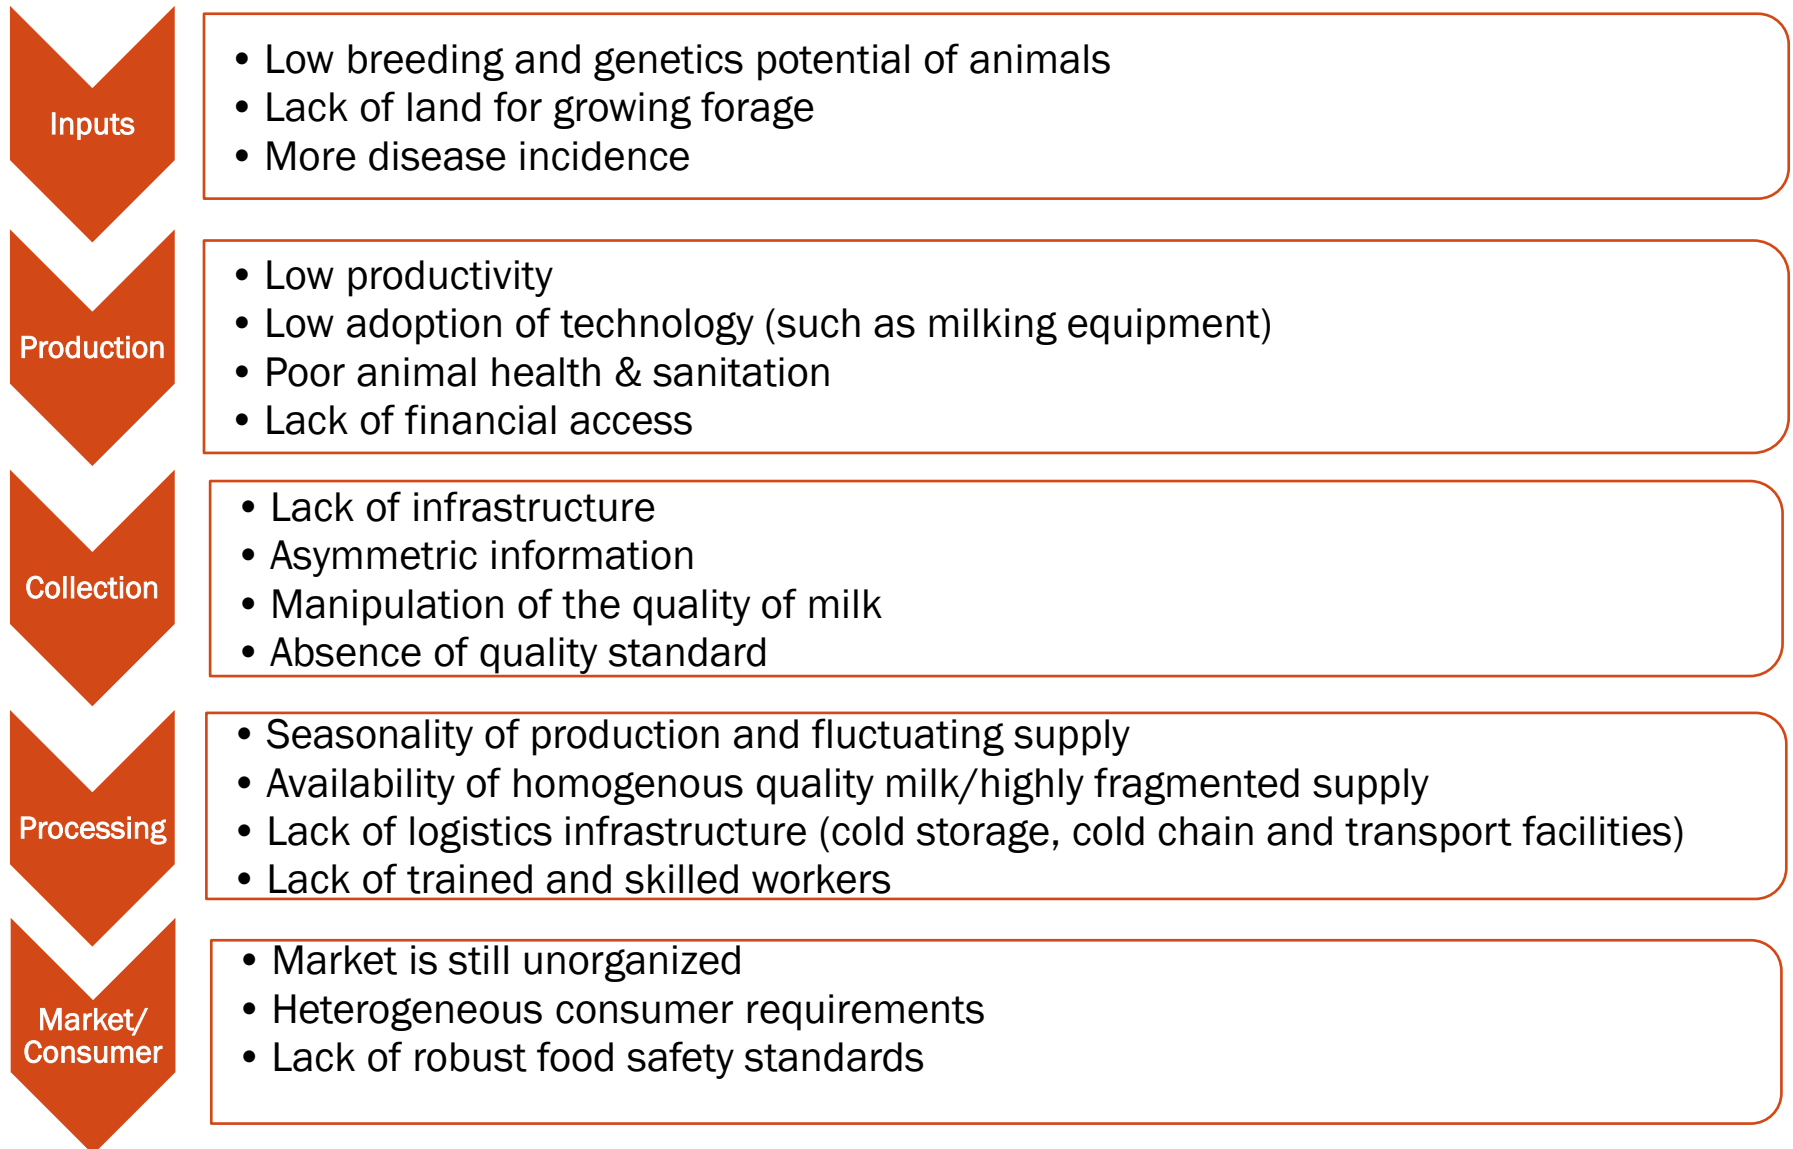 Inputs
• Low breeding and genetics potential of animals
• Lack of land for growing forage
• More disease incidence
Production
• Low productivity
• Low adoption of technology (such as milking equipment)
• Poor animal health & sanitation
• Lack of financial access
Collection
• Lack of infrastructure
• Asymmetric information
• Manipulation of the quality of milk
• Absence of quality standard
Processing
• Seasonality of production and fluctuating supply
• Availability of homogenous quality milk/highly fragmented supply
• Lack of logistics infrastructure (cold storage, cold chain and transport facilities)
• Lack of trained and skilled workers
Market/
Consumer
• Market is still unorganized
• Heterogeneous consumer requirements
• Lack of robust food safety standards